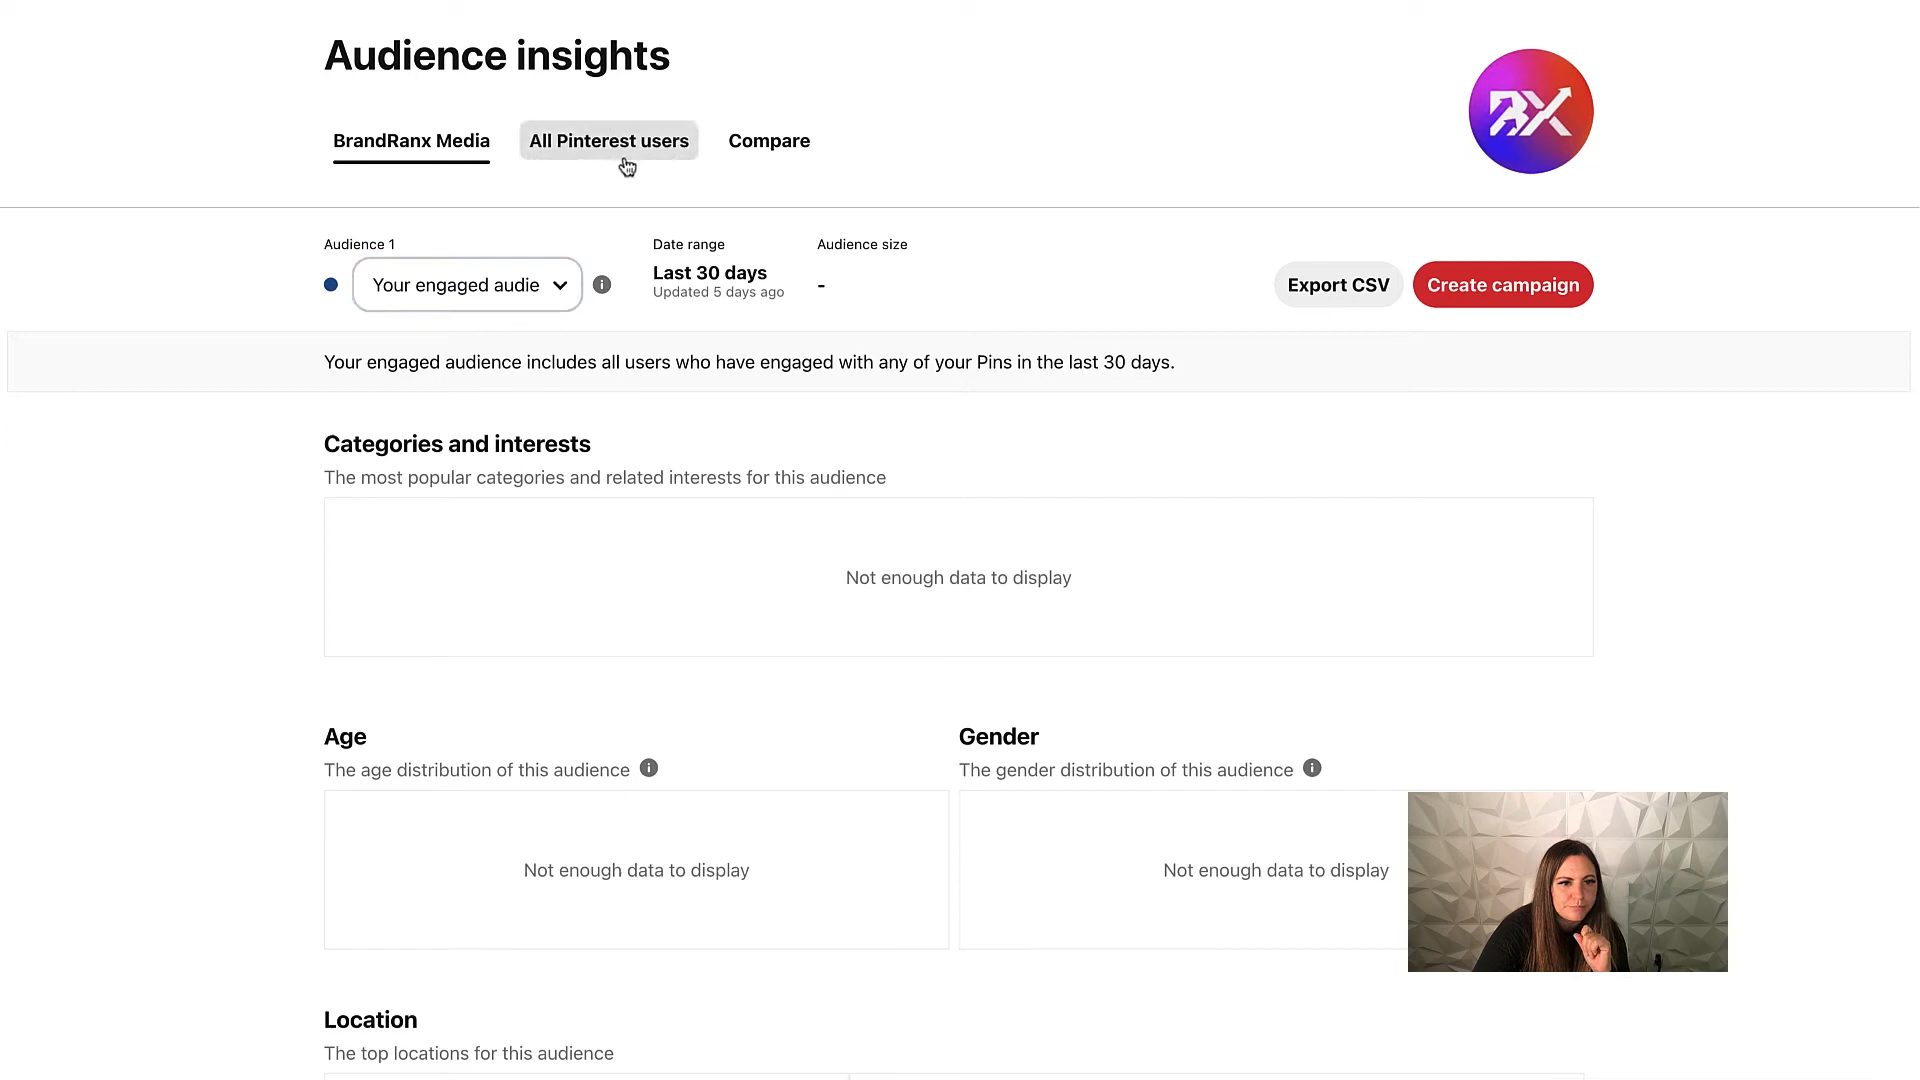 Audience insights
BrandRanx Media
All Pinterest users
Compare
RX
Audience 1
Date range
Audience size
Your engaged audie
Last 30 days
Updated 5 days ago
-
Export CSV
Create campaign
Your engaged audience includes all users who have engaged with any of your Pins in the last 30 days.
Categories and interests
The most popular categories and related interests for this audience
Not enough data to display
Age
The age distribution of this audience
Not enough data to display
Gender
The gender distribution of this audience
Not enough data to display
Location
The top locations for this audience